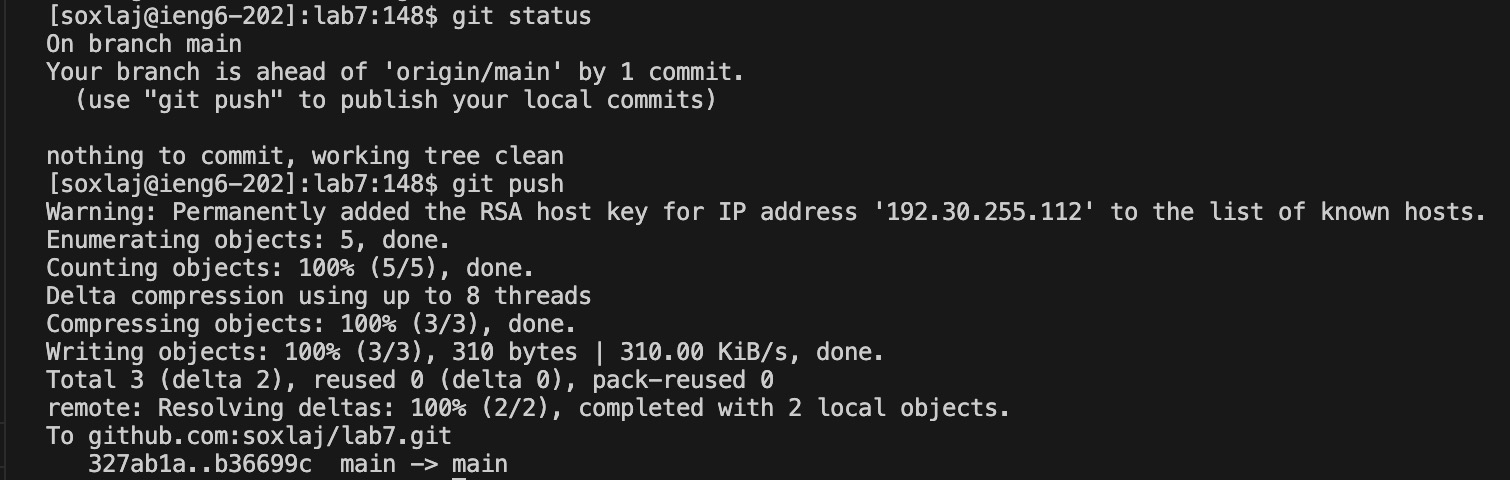 [soxlaj@ieng6-202]:lab7:148$ git status
On branch main
Your branch is ahead of 'origin/main' by 1 commit.
  (use "git push" to publish your local commits)

nothing to commit, working tree clean
[soxlaj@ieng6-202]:lab7:148$ git push
Warning: Permanently added the RSA host key for IP address '192.30.255.112' to the list of known hosts.
Enumerating objects: 5, done.
Counting objects: 100% (5/5), done.
Delta compression using up to 8 threads
Compressing objects: 100% (3/3), done.
Writing objects: 100% (3/3), 310 bytes | 310.00 KiB/s, done.
Total 3 (delta 2), reused 0 (delta 0), pack-reused 0
remote: Resolving deltas: 100% (2/2), completed with 2 local objects.
To github.com:soxlaj/lab7.git
   327ab1a..b36699c  main -> main